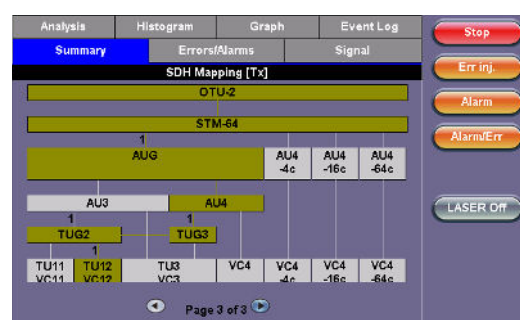 Analysis Histogram Graph Event Log
Stop
Summary Errors/Alarms Signal
SDH Mapping [Tx]
Err inj.
OTU-2
Alarm
STM-64
Alarm/Err
1
AUG AU4 AU4 AU4
-4c -16c -64c
AU3 AU4
LASER Off
1 1
TUG2 TUG3
1
TU11 TU12 TU3 VC4 VC4 VC4 VC4
VC11 VC12 VC3 -4c -16c -64c
Page 3 of 3